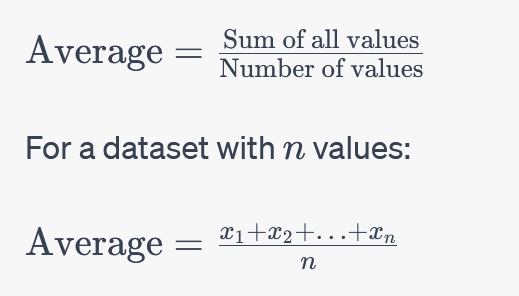 Average = Sum of all values / Number of values
For a dataset with n values:
Average = x₁+x₂+...+xₙ / n